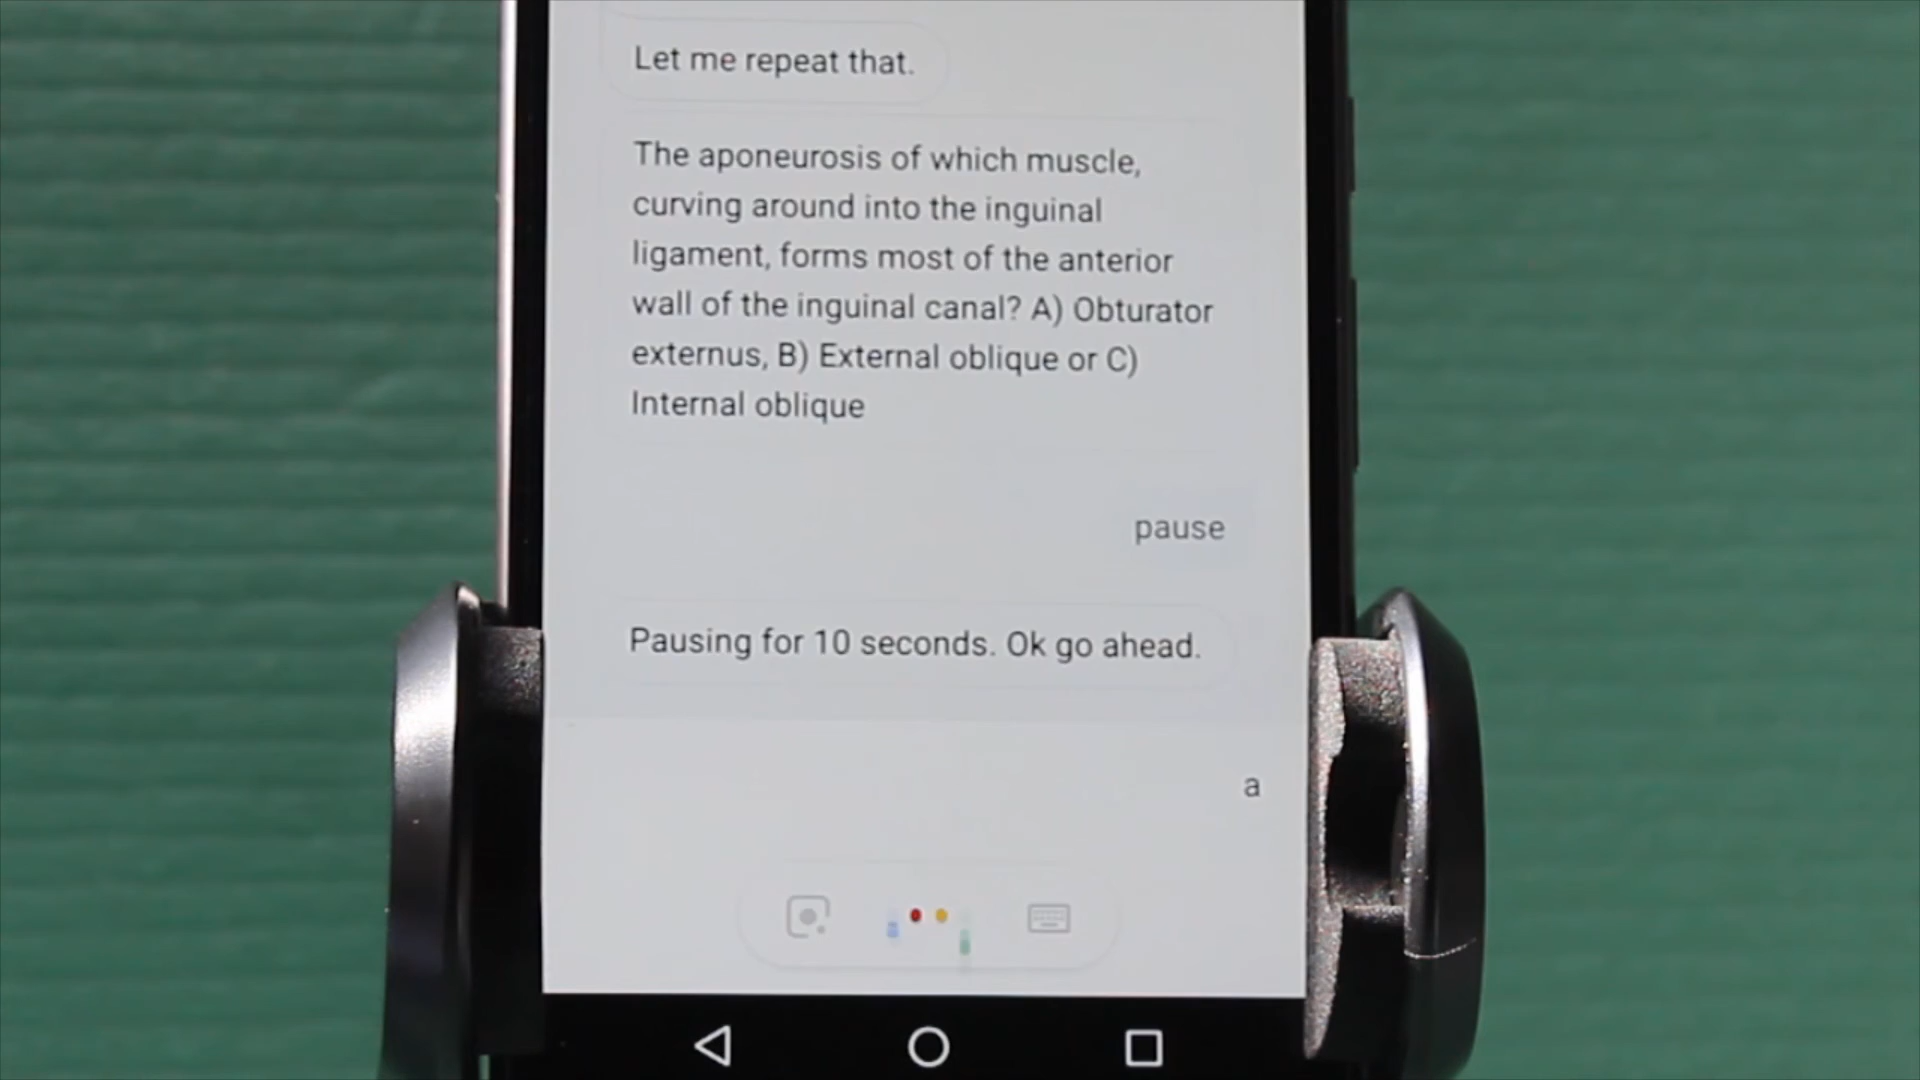 Let me repeat that.
The aponeurosis of which muscle,
curving around into the inguinal
ligament, forms most of the anterior
wall of the inguinal canal? A) Obturator
externus, B) External oblique or C)
Internal oblique
pause
Pausing for 10 seconds. Ok go ahead.
a